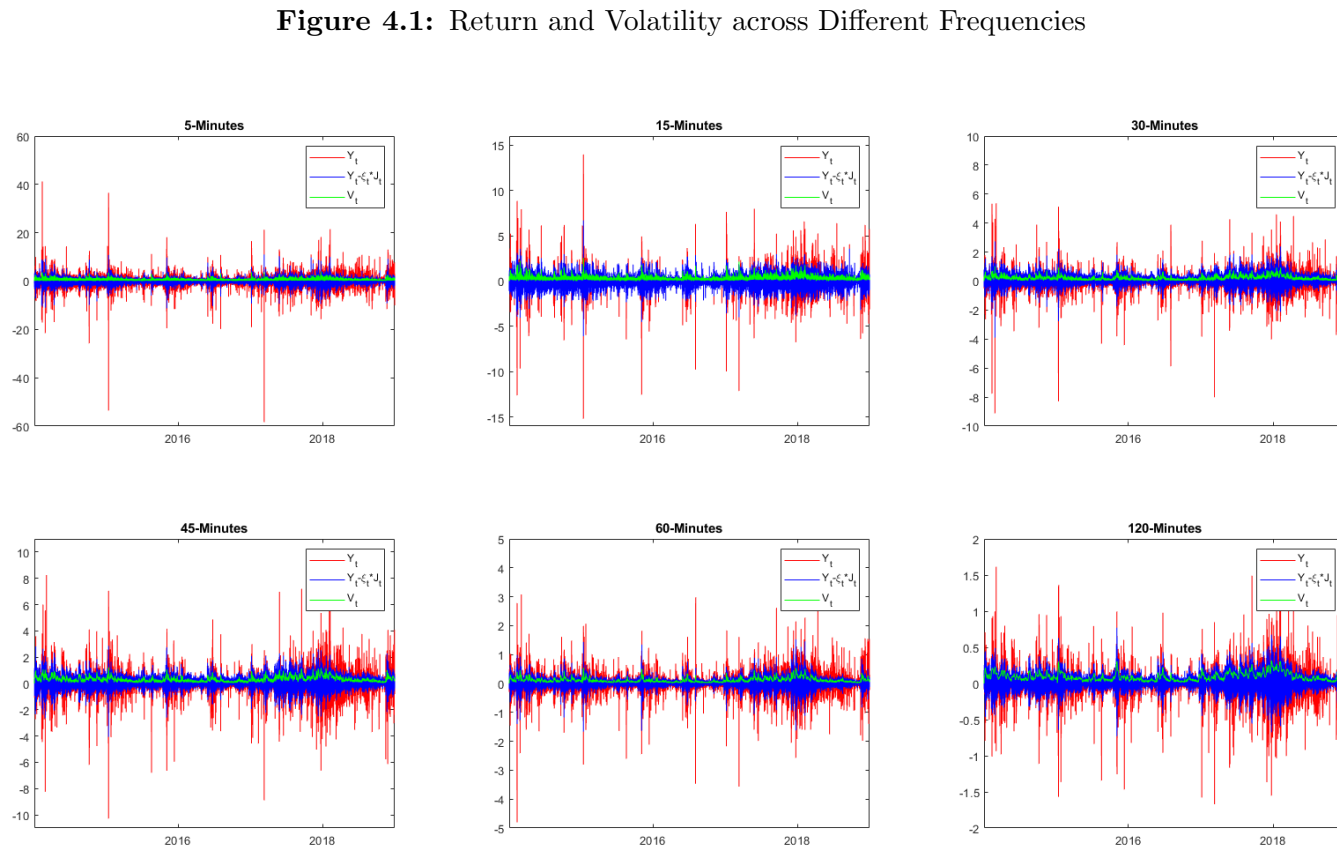 Figure 4.1: Return and Volatility across Different Frequencies
5-Minutes
60
40
20
0
-20
-40
-60
2016
2018
Y_t
Y_t-ξ_t*J_t
V_t
15-Minutes
15
10
5
0
-5
-10
-15
2016
2018
Y_t
Y_t-ξ_t*J_t
V_t
30-Minutes
10
8
6
4
2
0
-2
-4
-6
-8
-10
2016
2018
Y_t
Y_t-ξ_t*J_t
V_t
45-Minutes
10
8
6
4
2
0
-2
-4
-6
-8
-10
2016
2018
Y_t
Y_t-ξ_t*J_t
V_t
60-Minutes
5
4
3
2
1
0
-1
-2
-3
-4
-5
2016
2018
Y_t
Y_t-ξ_t*J_t
V_t
120-Minutes
2
1.5
1
0.5
0
-0.5
-1
-1.5
-2
2016
2018
Y_t
Y_t-ξ_t*J_t
V_t